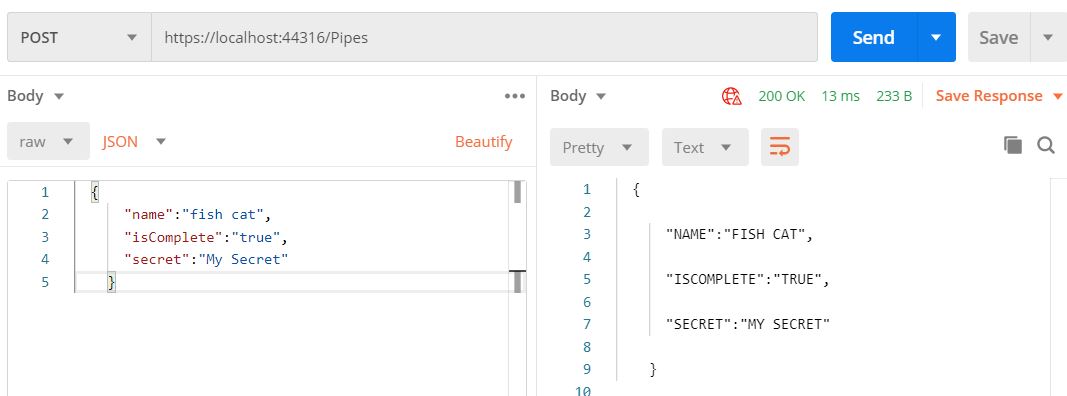 POST https://localhost:44316/Pipes Send Save
Body ••• Body 200 OK 13 ms 233 B Save Response
raw JSON Beautify Pretty Text
1 {
2 "name":"fish cat",
3 "isComplete":"true",
4 "secret":"My Secret"
5 }
1 {
2
3 "NAME":"FISH CAT",
4
5 "ISCOMPLETE":"TRUE",
6
7 "SECRET":"MY SECRET"
8
9 }
10